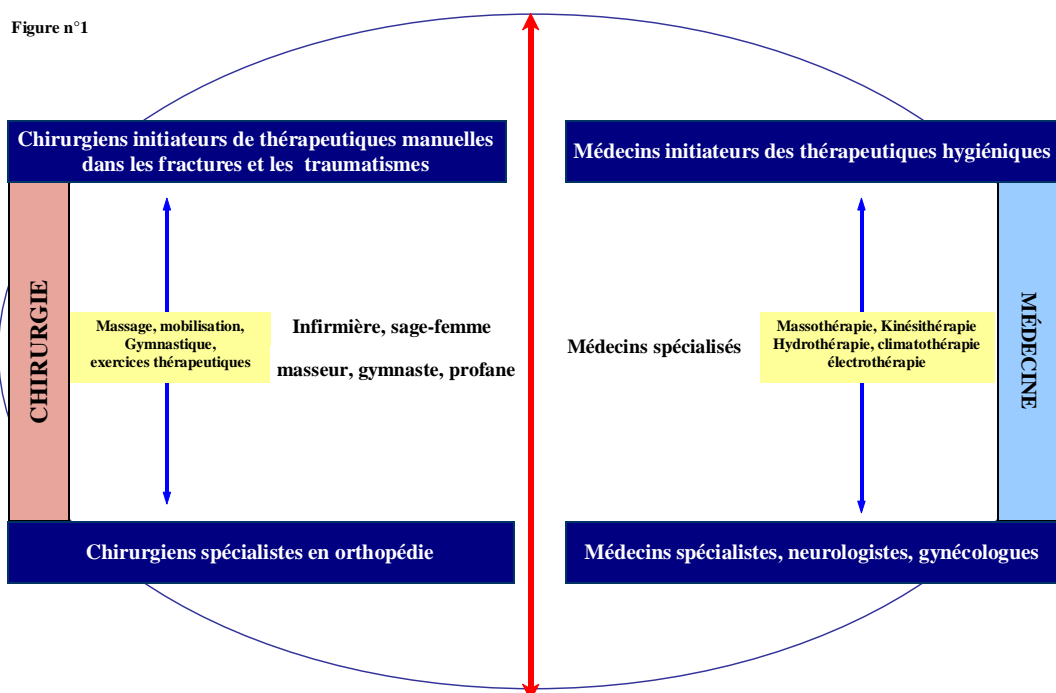 Figure n°1
Chirurgiens initiateurs de thérapeutiques manuelles
dans les fractures et les traumatismes
Médecins initiateurs des thérapeutiques hygiéniques
CHIRURGIE
Massage, mobilisation,
Gymnastique,
exercices thérapeutiques
Infirmière, sage-femme
masseur, gymnaste, profane
Médecins spécialisés
Massothérapie, Kinésithérapie
Hydrothérapie, climatothérapie
électrothérapie
MÉDECINE
Chirurgiens spécialistes en orthopédie
Médecins spécialistes, neurologistes, gynécologues